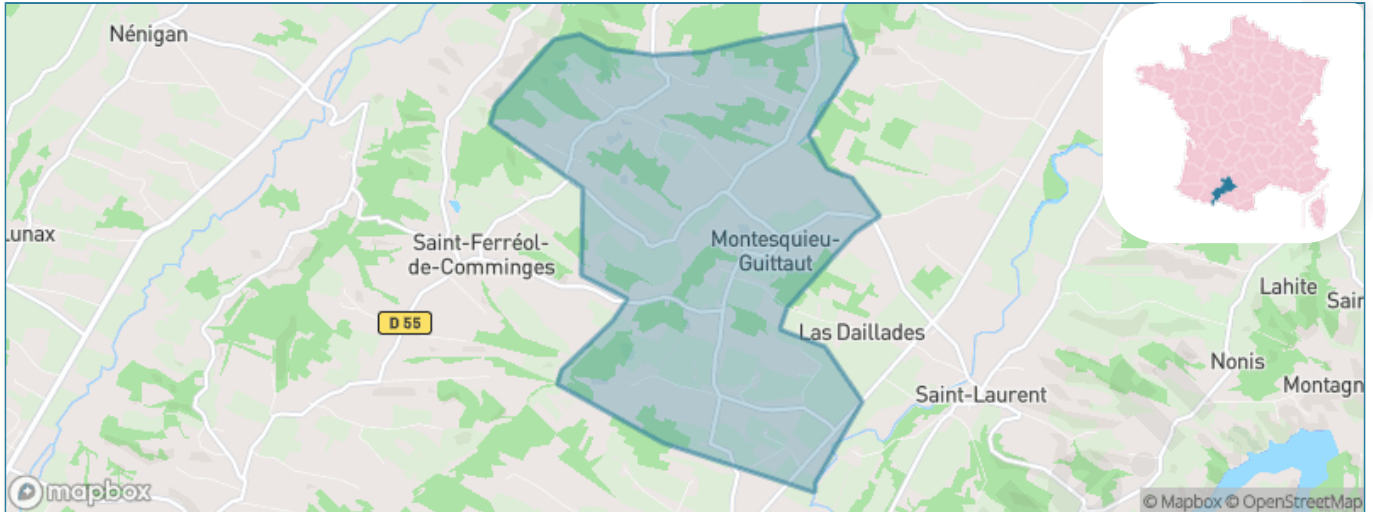 Nénigan
Lunax
Saint-Ferréol-
de-Comminges
D 55
Montesquieu-
Guittaut
Las Daillades
Saint-Laurent
Lahite
Nonis
mapbox
© Mapbox © OpenStreetMap